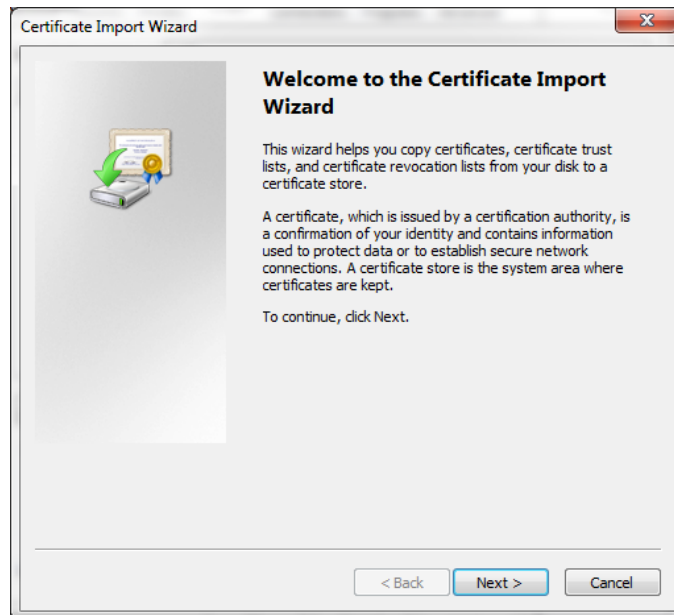 Certificate Import Wizard
X
Welcome to the Certificate Import
Wizard
This wizard helps you copy certificates, certificate trust
lists, and certificate revocation lists from your disk to a
certificate store.
A certificate, which is issued by a certification authority, is
a confirmation of your identity and contains information
used to protect data or to establish secure network
connections. A certificate store is the system area where
certificates are kept.
To continue, click Next.
< Back
Next >
Cancel